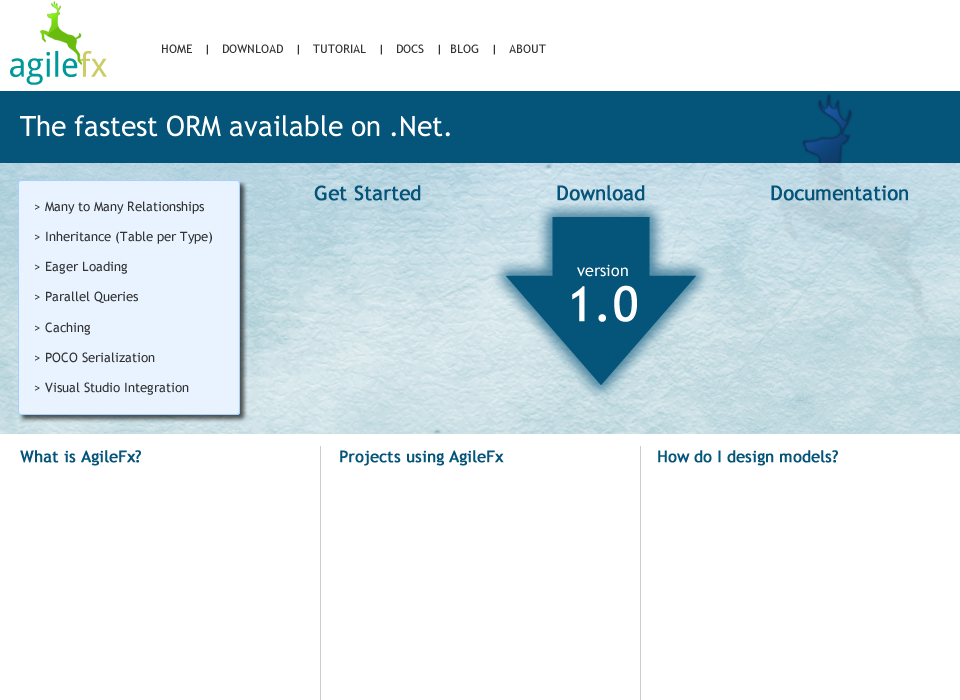 agilefx
HOME | DOWNLOAD | TUTORIAL | DOCS | BLOG | ABOUT
The fastest ORM available on .Net.
> Many to Many Relationships
> Inheritance (Table per Type)
> Eager Loading
> Parallel Queries
> Caching
> POCO Serialization
> Visual Studio Integration
Get Started
Download
version
1.0
Documentation
What is AgileFx?
Projects using AgileFx
How do I design models?